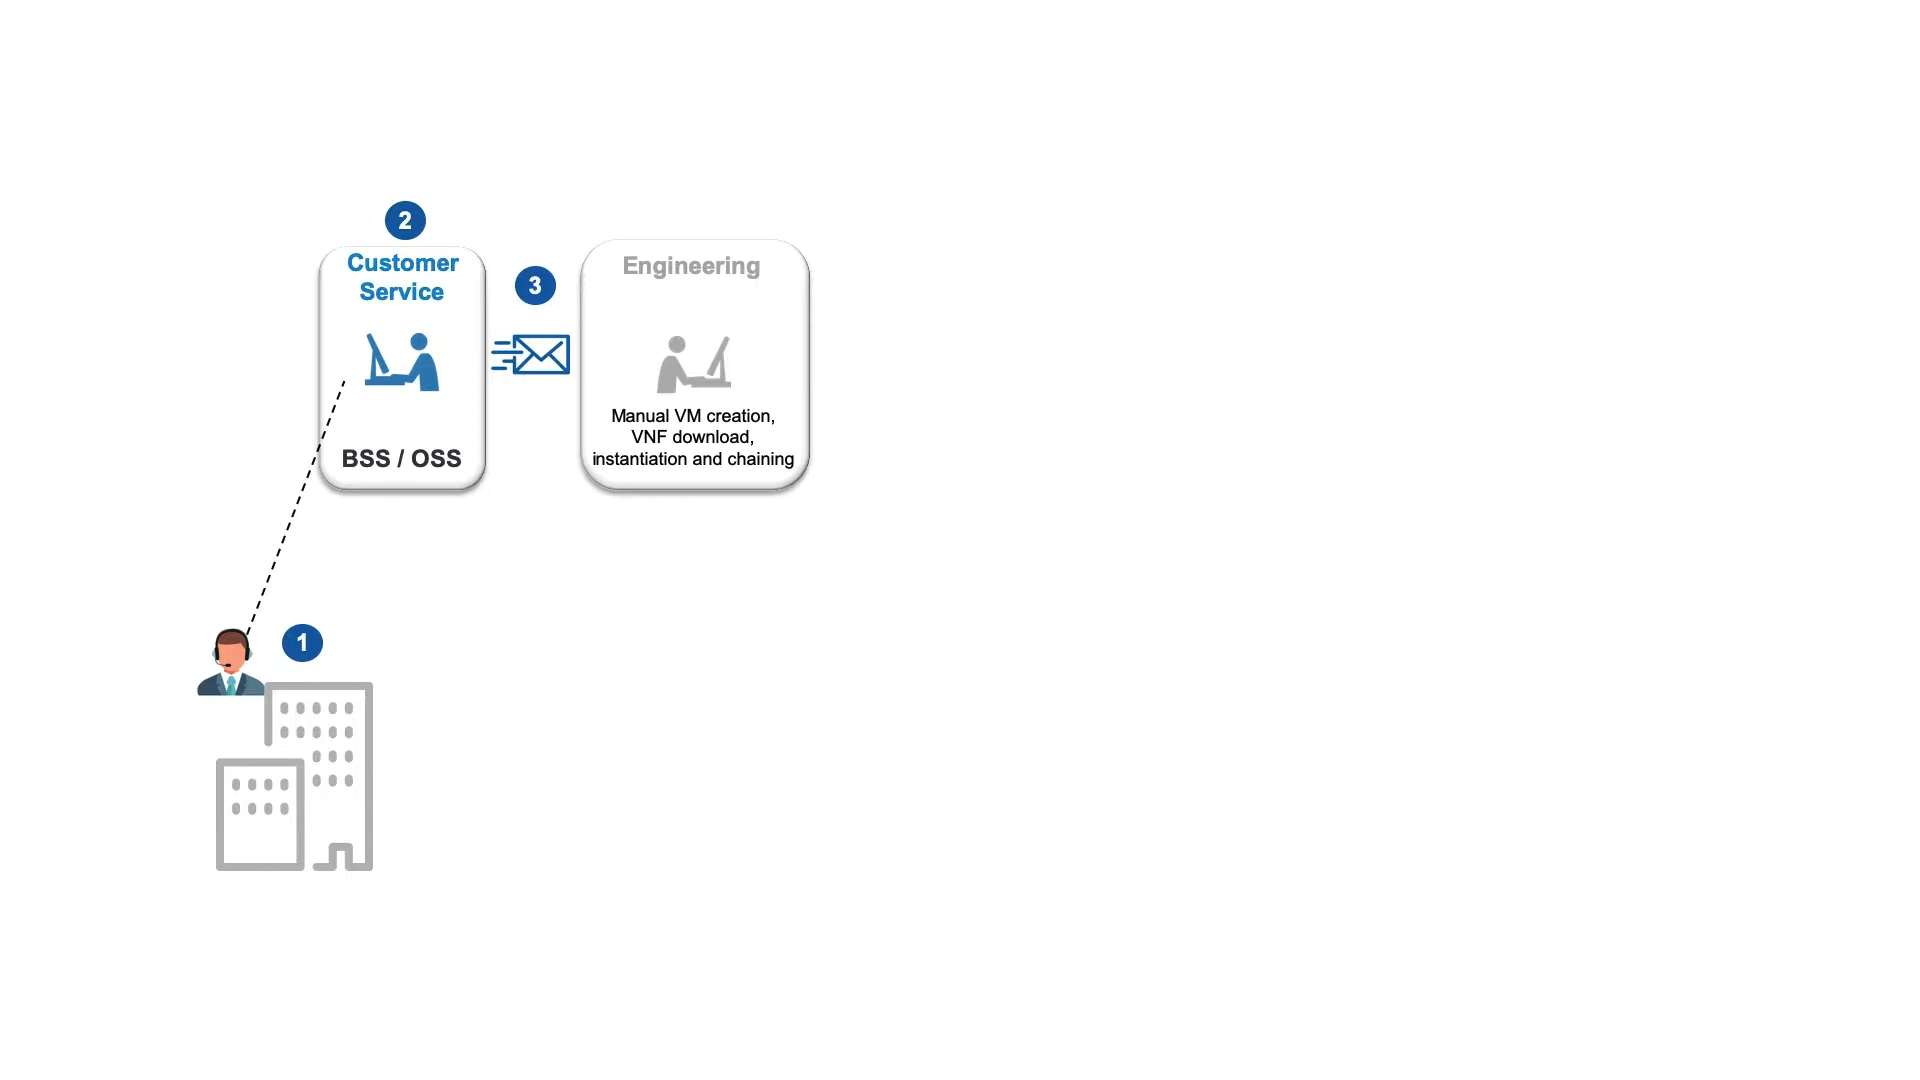 2
Customer
Service
BSS / OSS
3
Engineering
Manual VM creation,
VNF download,
instantiation and chaining
1